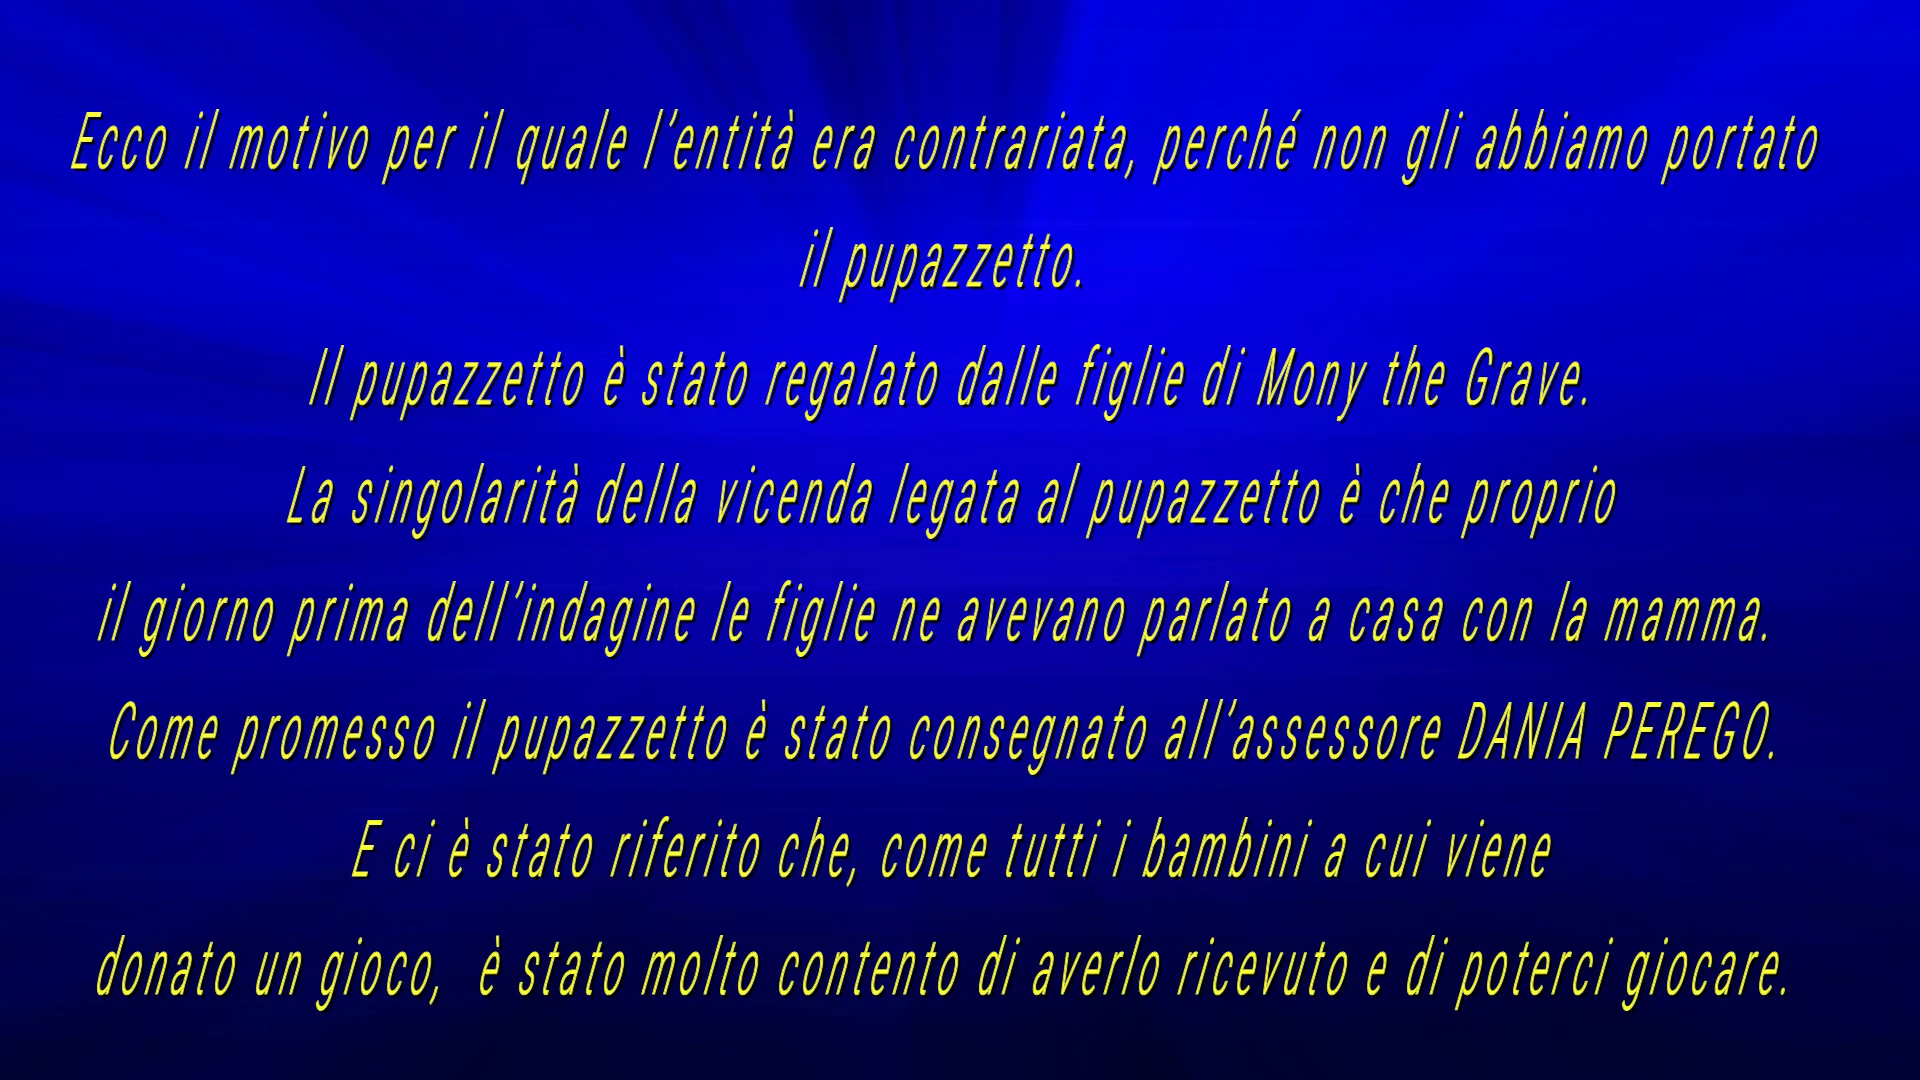 Ecco il motivo per il quale l'entità era contrariata, perché non gli abbiamo portato
il pupazzetto.
Il pupazzetto è stato regalato dalle figlie di Mony the Grave.
La singolarità della vicenda legata al pupazzetto è che proprio
il giorno prima dell'indagine le figlie ne avevano parlato a casa con la mamma.
Come promesso il pupazzetto è stato consegnato all'assessore DANIA PEREGO.
E ci è stato riferito che, come tutti i bambini a cui viene
donato un gioco,  è stato molto contento di averlo ricevuto e di poterci giocare.